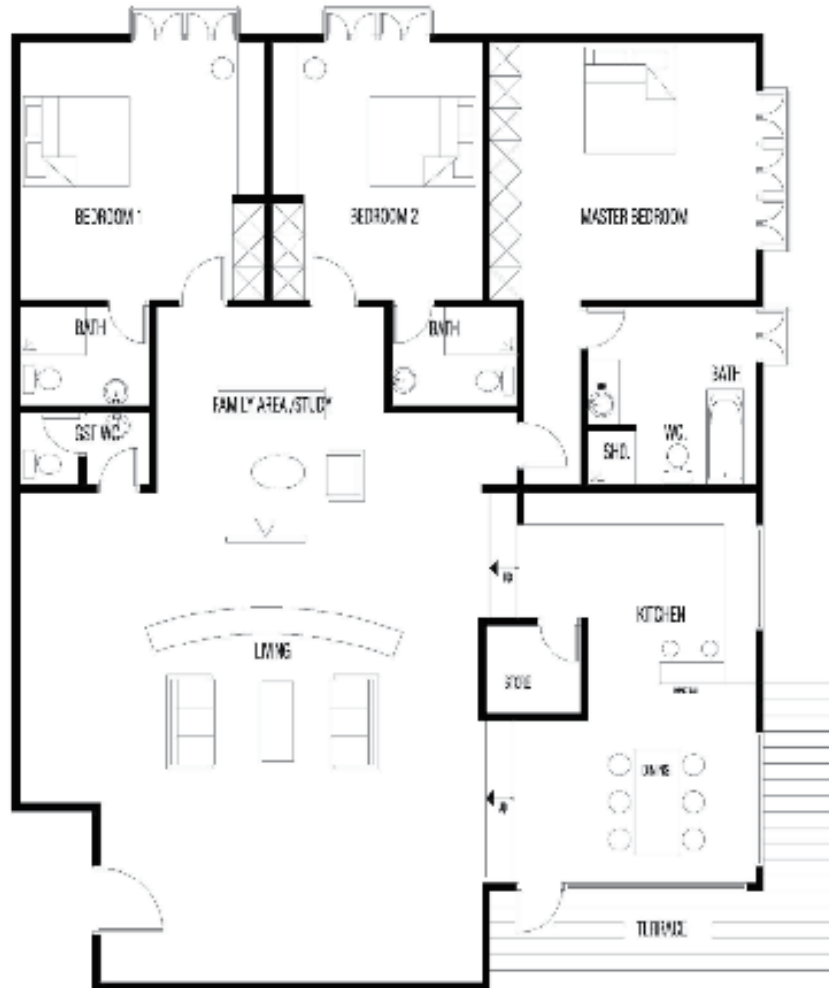 BEDROOM 1
BEDROOM 2
MASTER BEDROOM
BATH
BATH
BATH
FAMILY AREA /STUDY
GST WC
WC.
SHO.
KITCHEN
LIVING
STORE
DINING
TERRACE